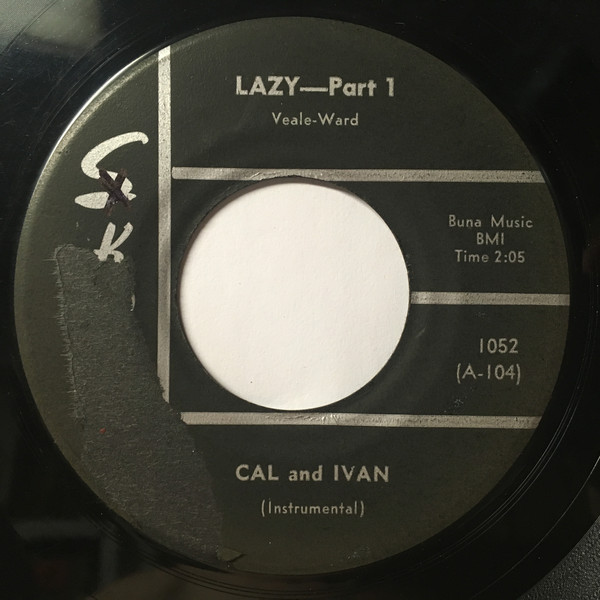 LAZY—Part 1
Veale-Ward
Buna Music
BMI
Time 2:05
1052
(A-104)
CAL and IVAN
(Instrumental)